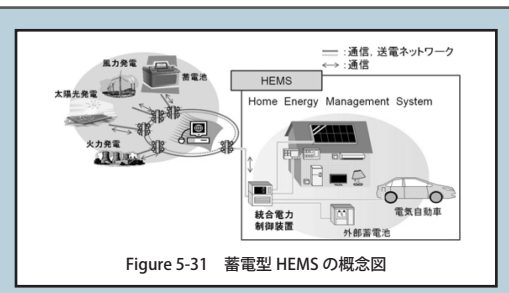 風力発電
蓄電池
太陽光発電
火力発電
:通信，送電ネットワーク
:通信
HEMS
Home Energy Management System
統合電力
制御装置
外部蓄電池
電気自動車
Figure 5-31 蓄電型 HEMS の概念図